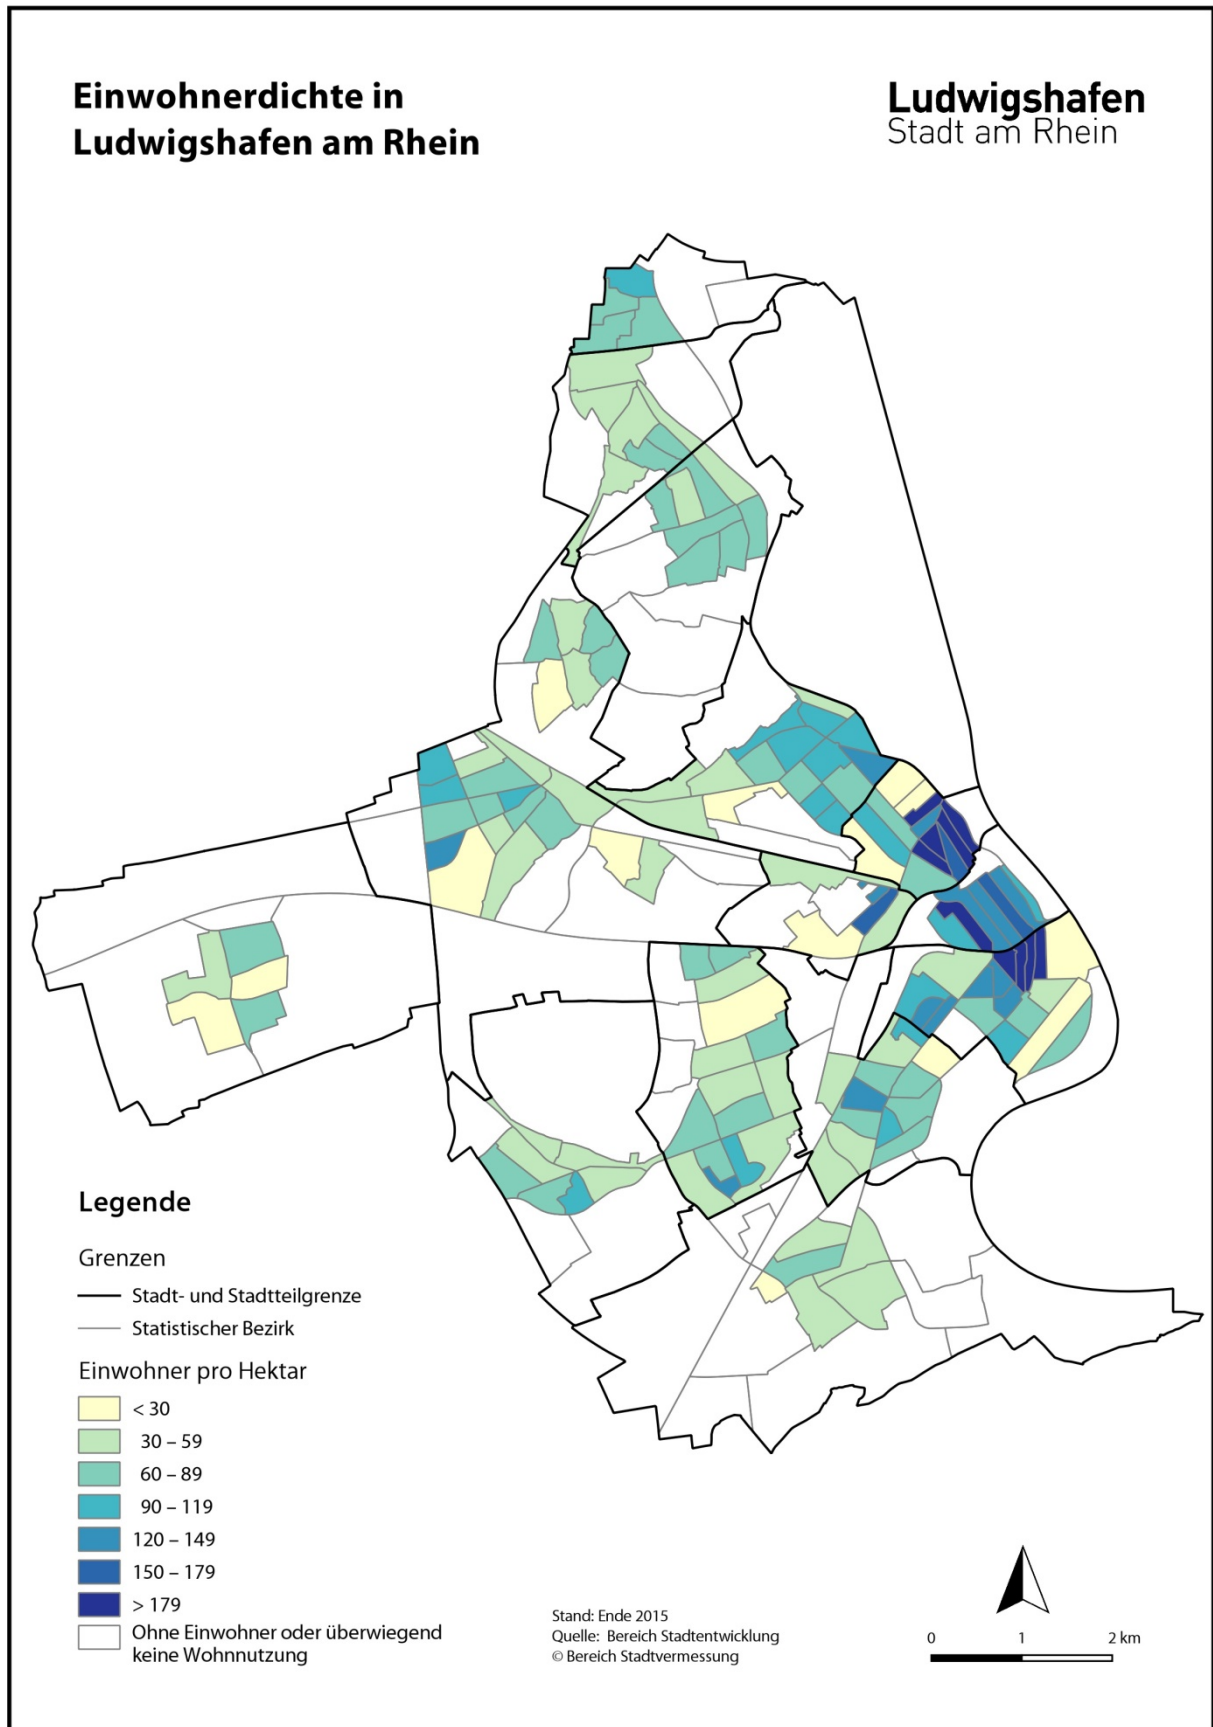 Einwohnerdichte in
Ludwigshafen am Rhein
Ludwigshafen
Stadt am Rhein
Legende
Grenzen
Stadt- und Stadtteilgrenze
Statistischer Bezirk
Einwohner pro Hektar
< 30
30 – 59
60 – 89
90 – 119
120 – 149
150 – 179
> 179
Ohne Einwohner oder überwiegend
keine Wohnnutzung
Stand: Ende 2015
Quelle: Bereich Stadtentwicklung
© Bereich Stadtvermessung
0 1 2 km